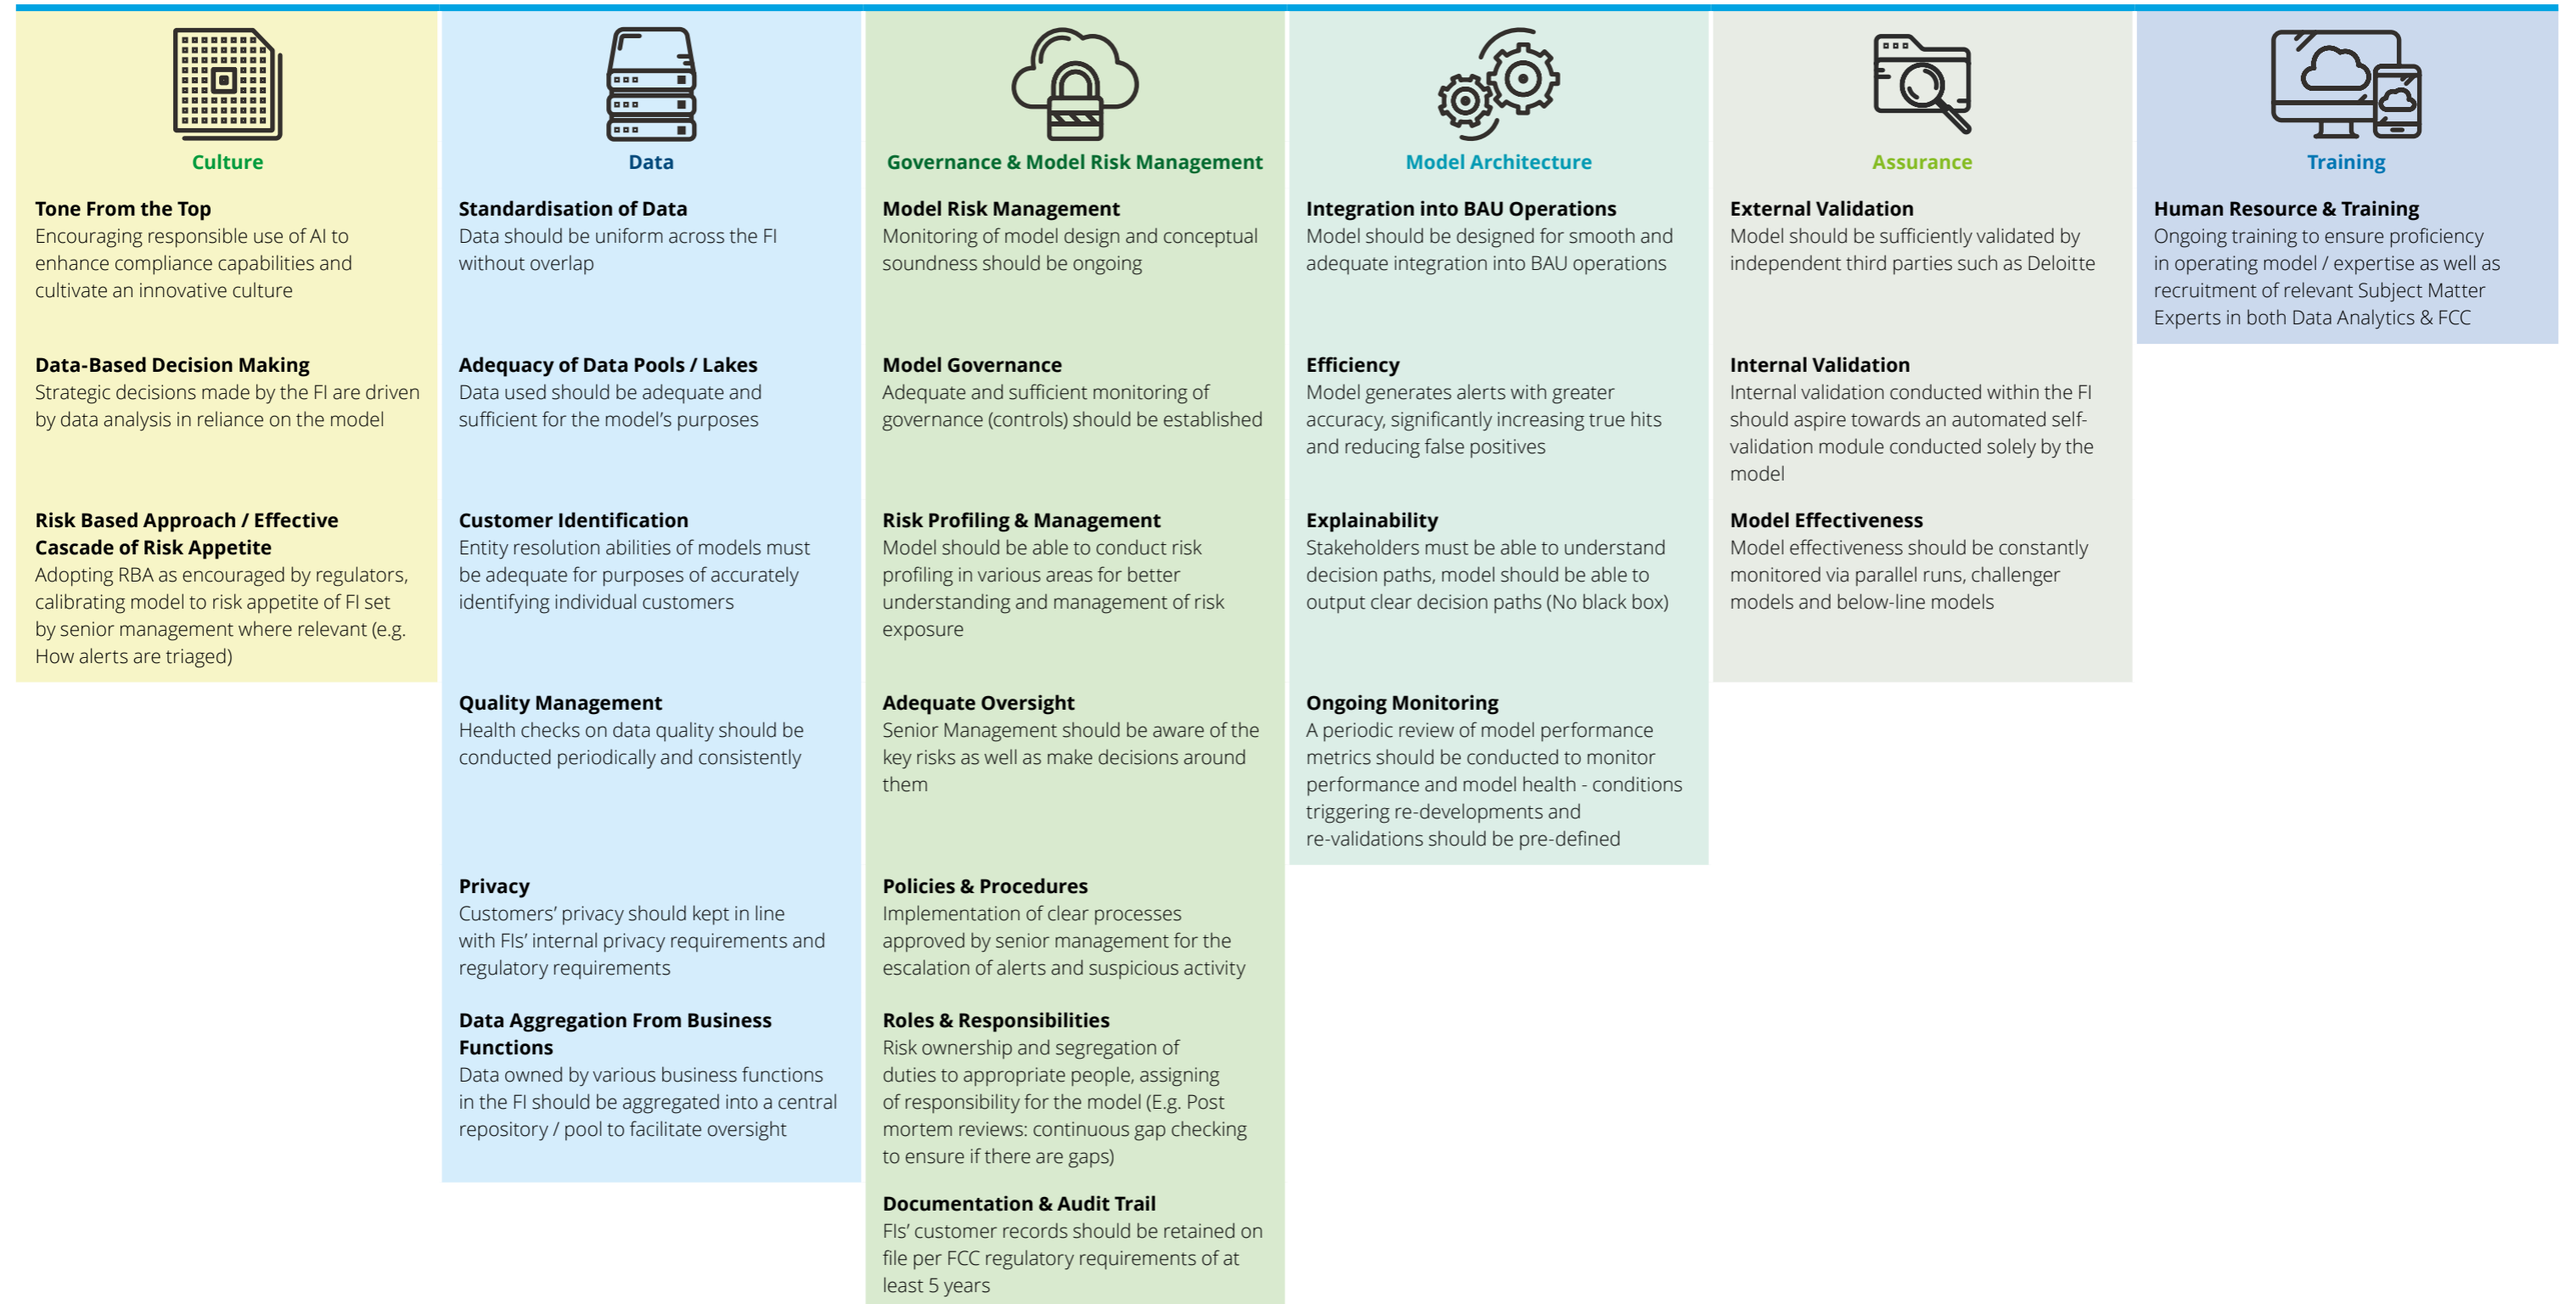 Culture
Tone From the Top
Encouraging responsible use of AI to
enhance compliance capabilities and
cultivate an innovative culture
Data-Based Decision Making
Strategic decisions made by the FI are driven
by data analysis in reliance on the model
Risk Based Approach / Effective
Cascade of Risk Appetite
Adopting RBA as encouraged by regulators,
calibrating model to risk appetite of FI set
by senior management where relevant (e.g.
How alerts are triaged)
Data
Standardisation of Data
Data should be uniform across the FI
without overlap
Adequacy of Data Pools / Lakes
Data used should be adequate and
sufficient for the model’s purposes
Customer Identification
Entity resolution abilities of models must
be adequate for purposes of accurately
identifying individual customers
Quality Management
Health checks on data quality should be
conducted periodically and consistently
Privacy
Customers’ privacy should kept in line
with FIs’ internal privacy requirements and
regulatory requirements
Data Aggregation From Business
Functions
Data owned by various business functions
in the FI should be aggregated into a central
repository / pool to facilitate oversight
Governance & Model Risk Management
Model Risk Management
Monitoring of model design and conceptual
soundness should be ongoing
Model Governance
Adequate and sufficient monitoring of
governance (controls) should be established
Risk Profiling & Management
Model should be able to conduct risk
profiling in various areas for better
understanding and management of risk
exposure
Adequate Oversight
Senior Management should be aware of the
key risks as well as make decisions around
them
Policies & Procedures
Implementation of clear processes
approved by senior management for the
escalation of alerts and suspicious activity
Roles & Responsibilities
Risk ownership and segregation of
duties to appropriate people, assigning
of responsibility for the model (E.g. Post
mortem reviews: continuous gap checking
to ensure if there are gaps)
Documentation & Audit Trail
FIs’ customer records should be retained on
file per FCC regulatory requirements of at
least 5 years
Model Architecture
Integration into BAU Operations
Model should be designed for smooth and
adequate integration into BAU operations
Efficiency
Model generates alerts with greater
accuracy, significantly increasing true hits
and reducing false positives
Explainability
Stakeholders must be able to understand
decision paths, model should be able to
output clear decision paths (No black box)
Ongoing Monitoring
A periodic review of model performance
metrics should be conducted to monitor
performance and model health - conditions
triggering re-developments and
re-validations should be pre-defined
Assurance
External Validation
Model should be sufficiently validated by
independent third parties such as Deloitte
Internal Validation
Internal validation conducted within the FI
should aspire towards an automated self-
validation module conducted solely by the
model
Model Effectiveness
Model effectiveness should be constantly
monitored via parallel runs, challenger
models and below-line models
Training
Human Resource & Training
Ongoing training to ensure proficiency
in operating model / expertise as well as
recruitment of relevant Subject Matter
Experts in both Data Analytics & FCC